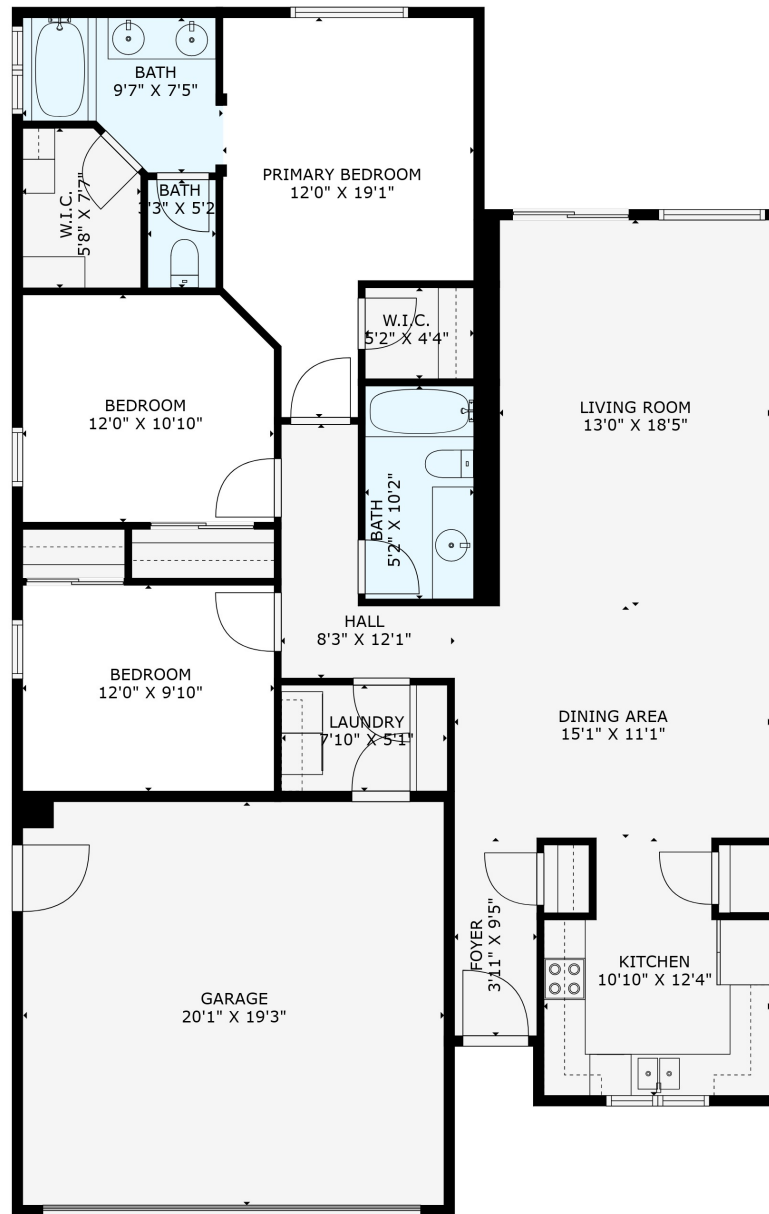 BATH
9'7" X 7'5"
PRIMARY BEDROOM
12'0" X 19'1"
W.I.C.
5'8" X 7'7"
BATH
3'3" X 5'2
W.I.C.
5'2" X 4'4"
BEDROOM
12'0" X 10'10"
LIVING ROOM
13'0" X 18'5"
BATH
5'2" X 10'2"
HALL
8'3" X 12'1"
BEDROOM
12'0" X 9'10"
LAUNDRY
7'10" X 5'1"
DINING AREA
15'1" X 11'1"
FOYER
3'11" X 9'5"
KITCHEN
10'10" X 12'4"
GARAGE
20'1" X 19'3"